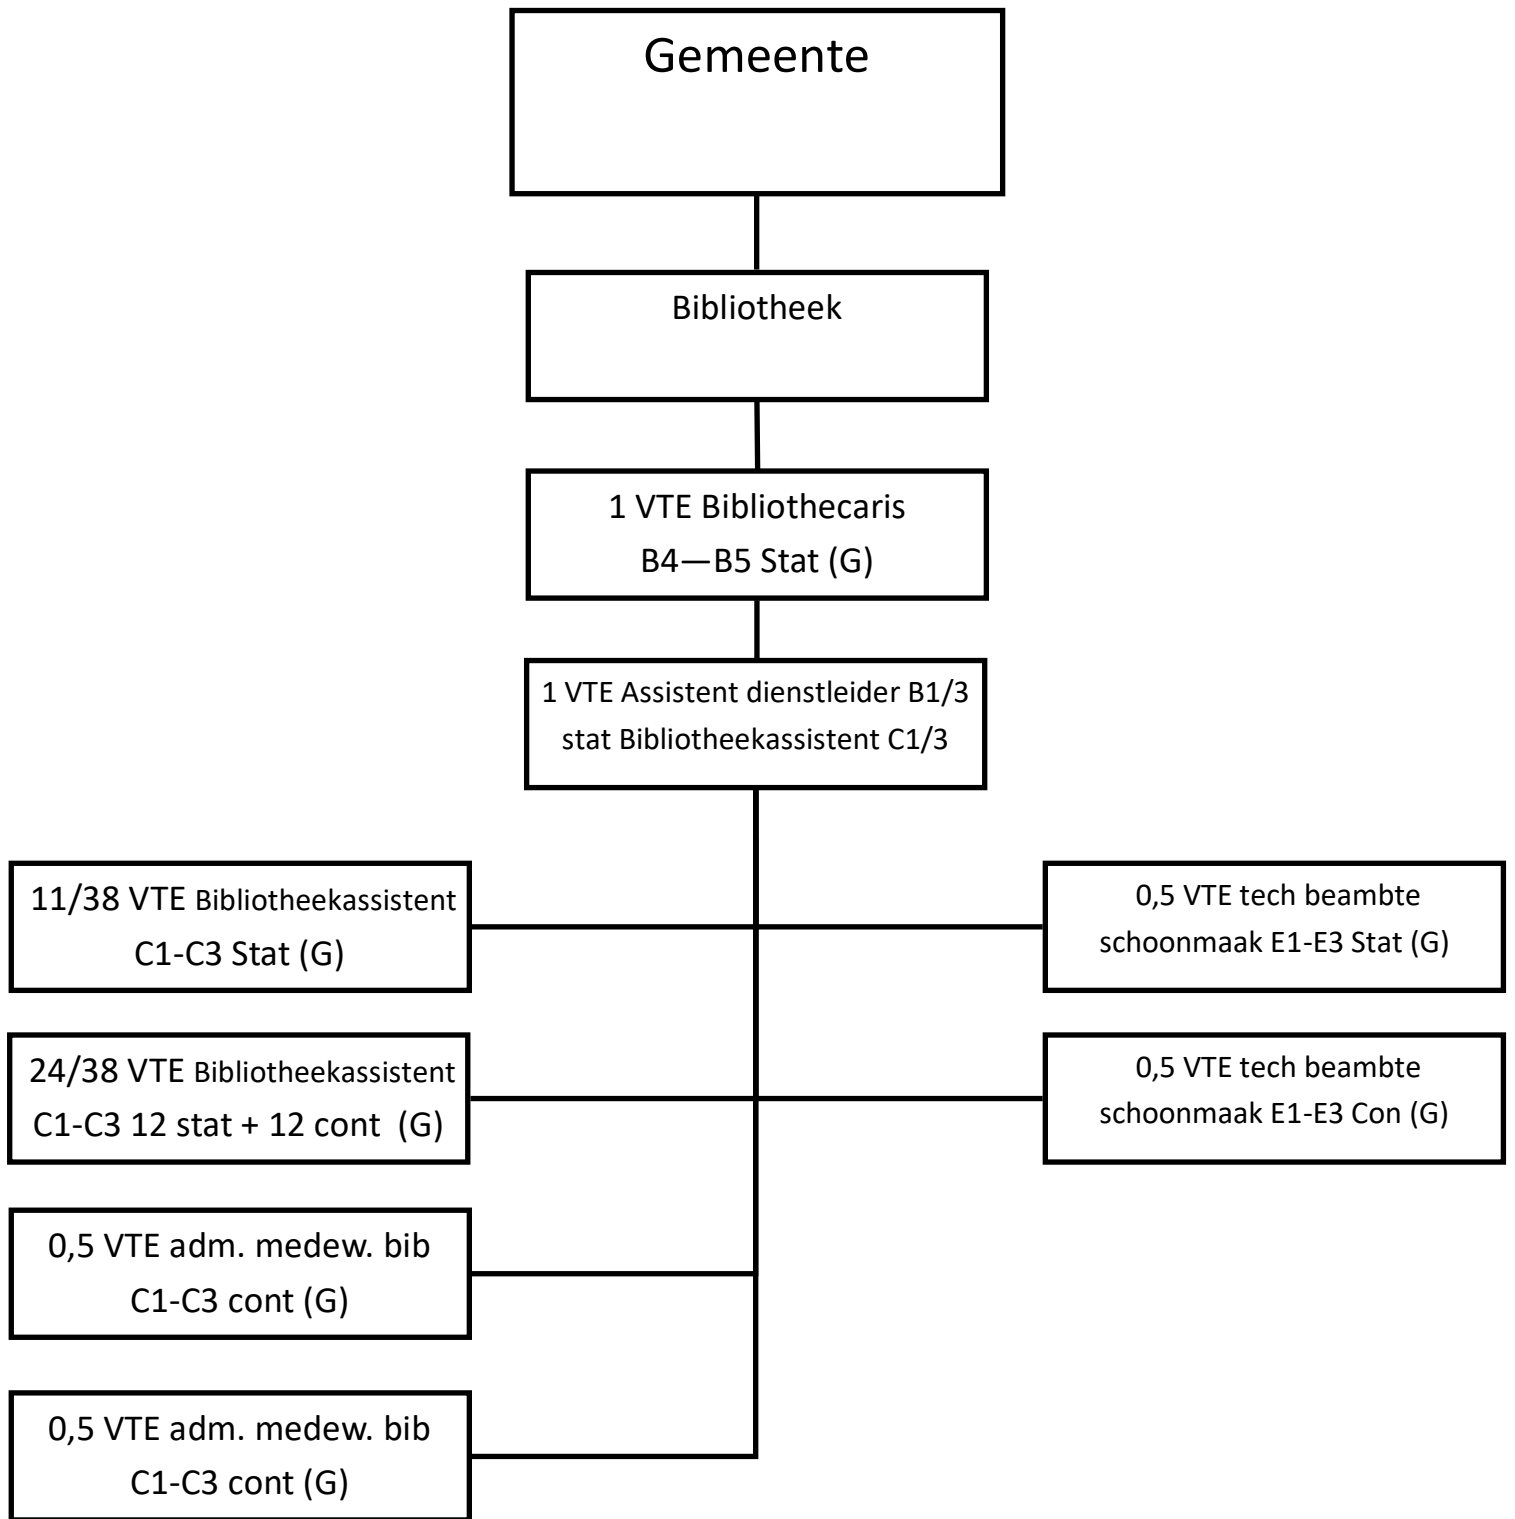 Gemeente
Bibliotheek
1 VTE Bibliothecaris
B4—B5 Stat (G)
1 VTE Assistent dienstleider B1/3
stat Bibliotheekassistent C1/3
11/38 VTE Bibliotheekassistent
C1-C3 Stat (G)
0,5 VTE tech beambte
schoonmaak E1-E3 Stat (G)
24/38 VTE Bibliotheekassistent
C1-C3 12 stat + 12 cont  (G)
0,5 VTE tech beambte
schoonmaak E1-E3 Con (G)
0,5 VTE adm. medew. bib
C1-C3 cont (G)
0,5 VTE adm. medew. bib
C1-C3 cont (G)